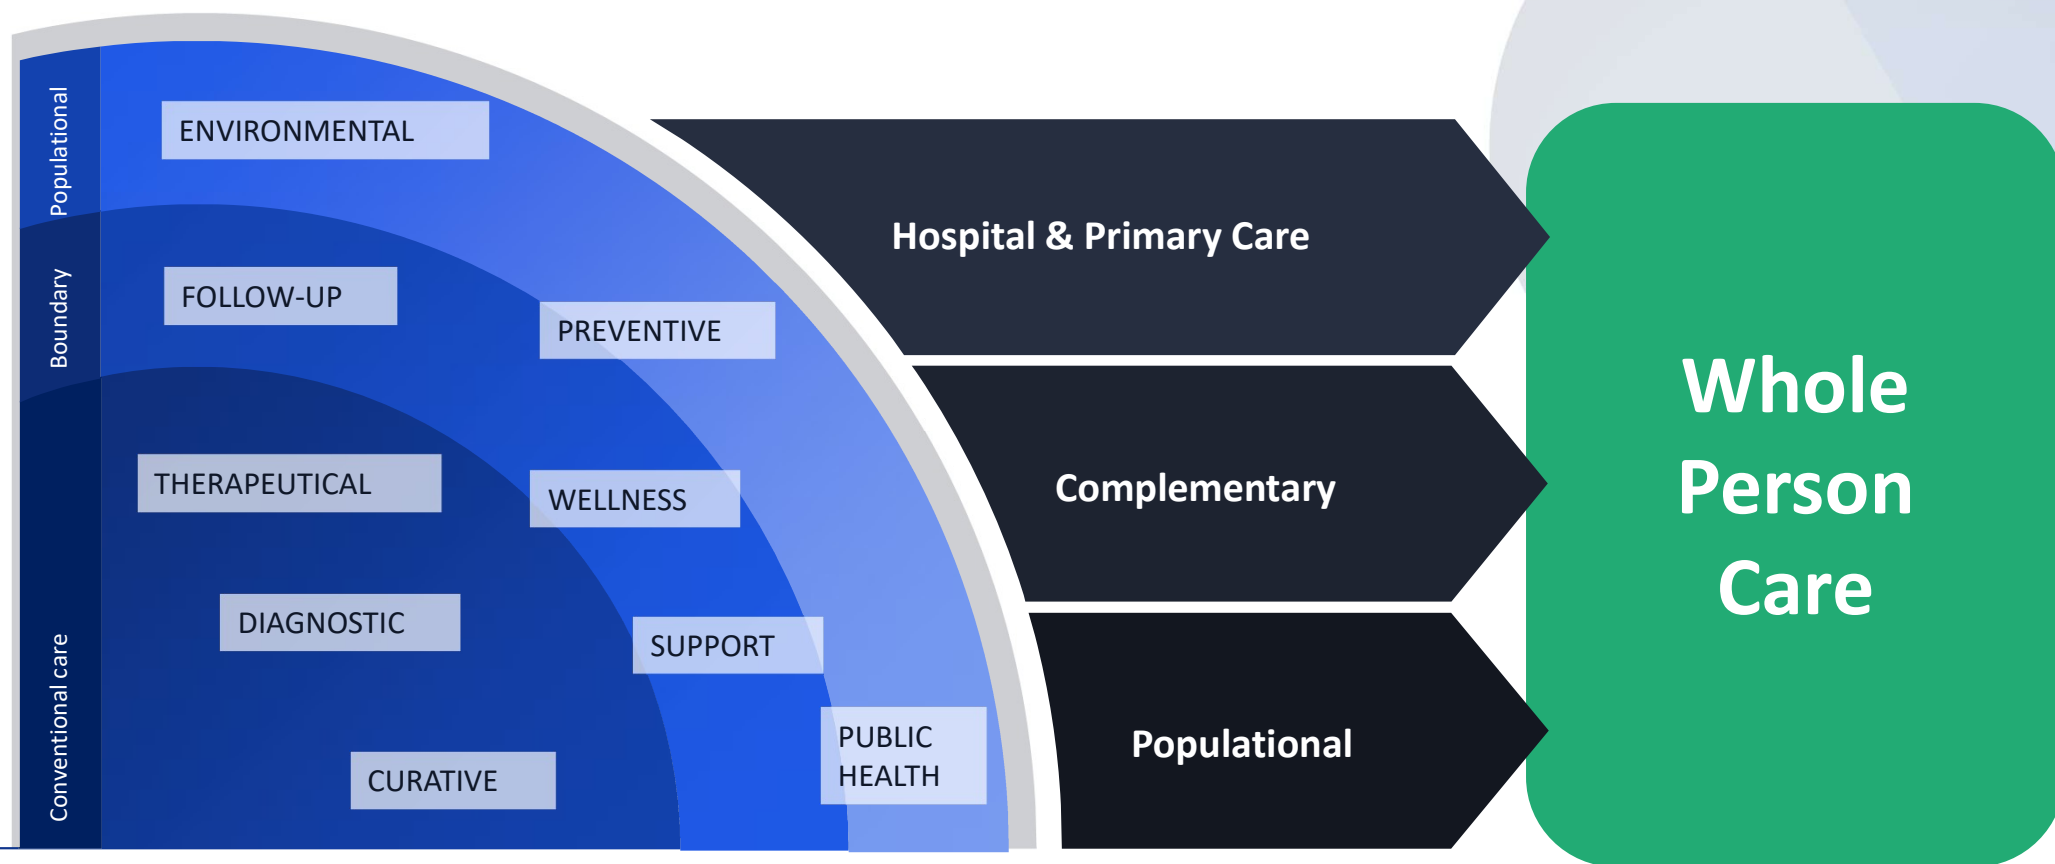 Populational
Boundary
Conventional care
ENVIRONMENTAL
FOLLOW-UP
PREVENTIVE
THERAPEUTICAL
WELLNESS
DIAGNOSTIC
SUPPORT
CURATIVE
PUBLIC
HEALTH
Hospital & Primary Care
Complementary
Populational
Whole
Person
Care